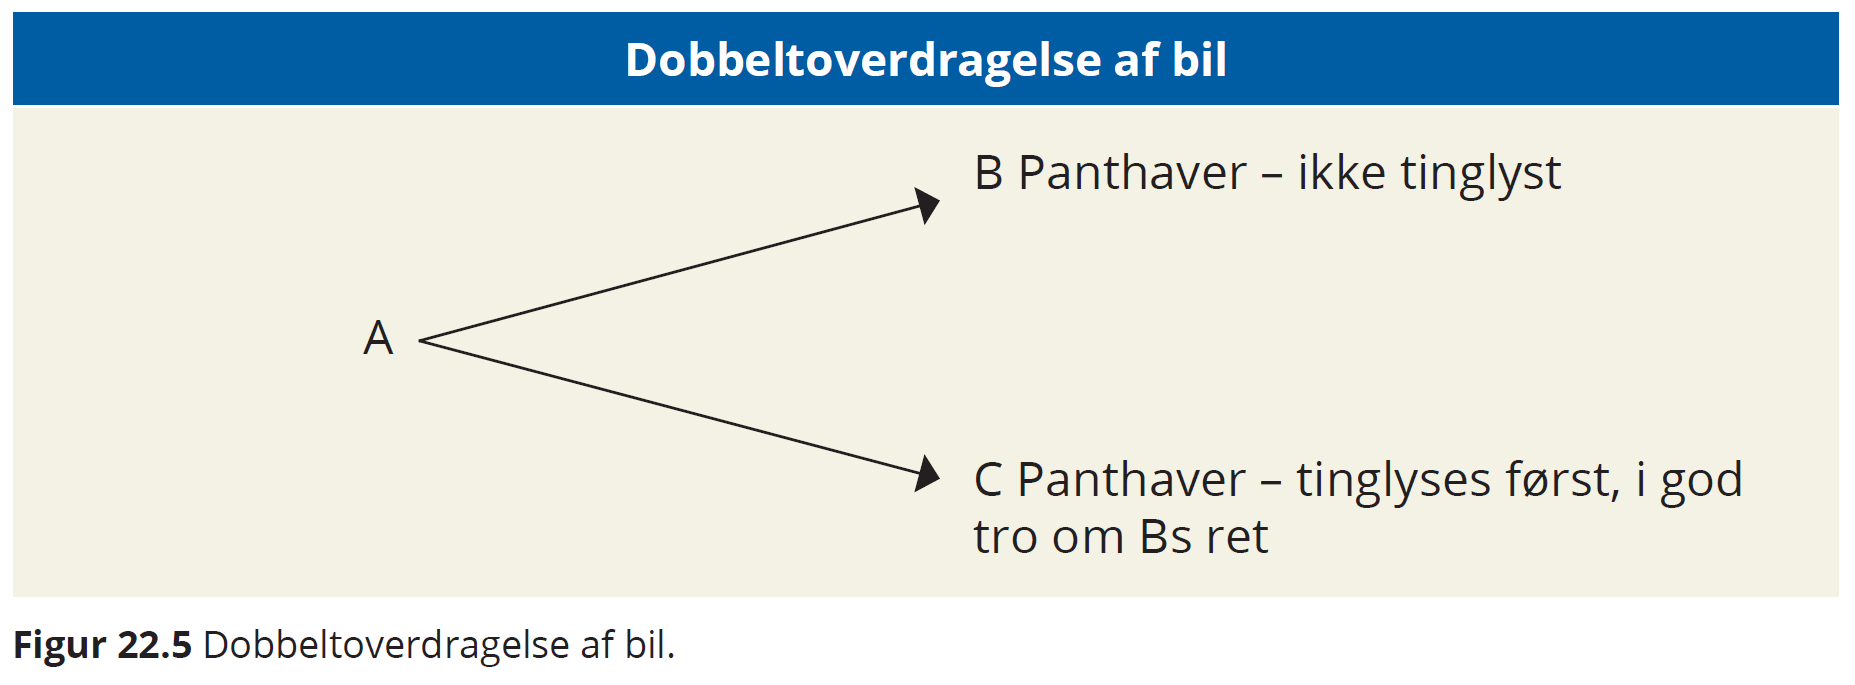 Dobbeltoverdragelse af bil
B Panthaver – ikke tinglyst
A
C Panthaver – tinglyses først, i god
tro om Bs ret
Figur 22.5 Dobbeltoverdragelse af bil.